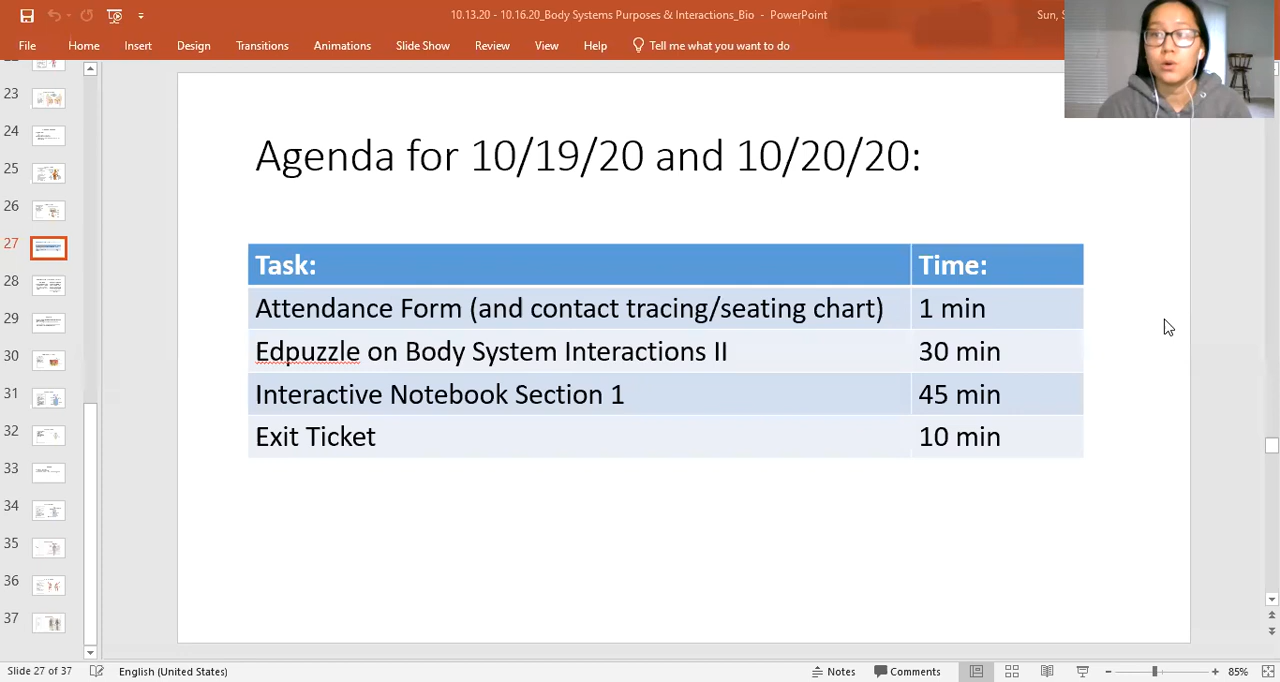 10.13.20 - 10.16.20_Body Systems Purposes & Interactions_Bio - PowerPoint
Sun, S
File Home Insert Design Transitions Animations Slide Show Review View Help Tell me what you want to do
23
24
25
26
27
28
29
30
31
32
33
34
35
36
37
Agenda for 10/19/20 and 10/20/20:
Task: Time:
Attendance Form (and contact tracing/seating chart) 1 min
Edpuzzle on Body System Interactions II 30 min
Interactive Notebook Section 1 45 min
Exit Ticket 10 min
Slide 27 of 37 English (United States) Notes Comments 85%